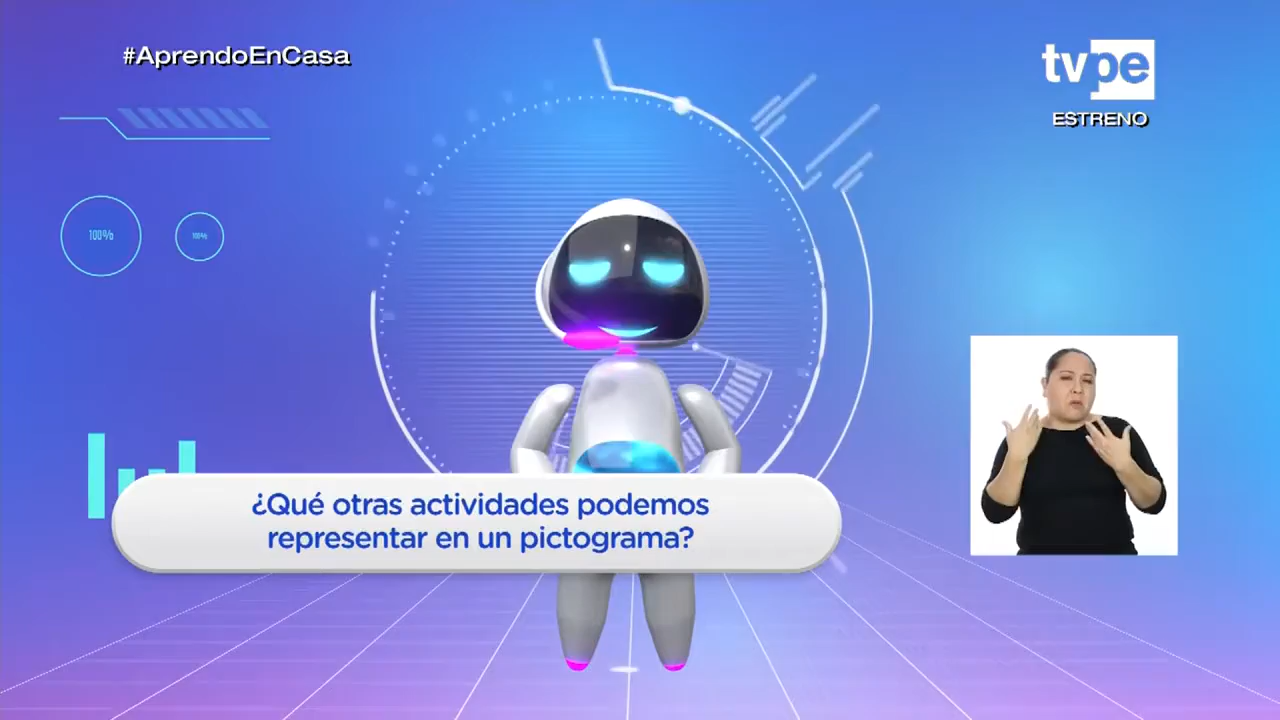 #AprendoEnCasa
tvpe
ESTRENO
100%
100%
¿Qué otras actividades podemos
representar en un pictograma?